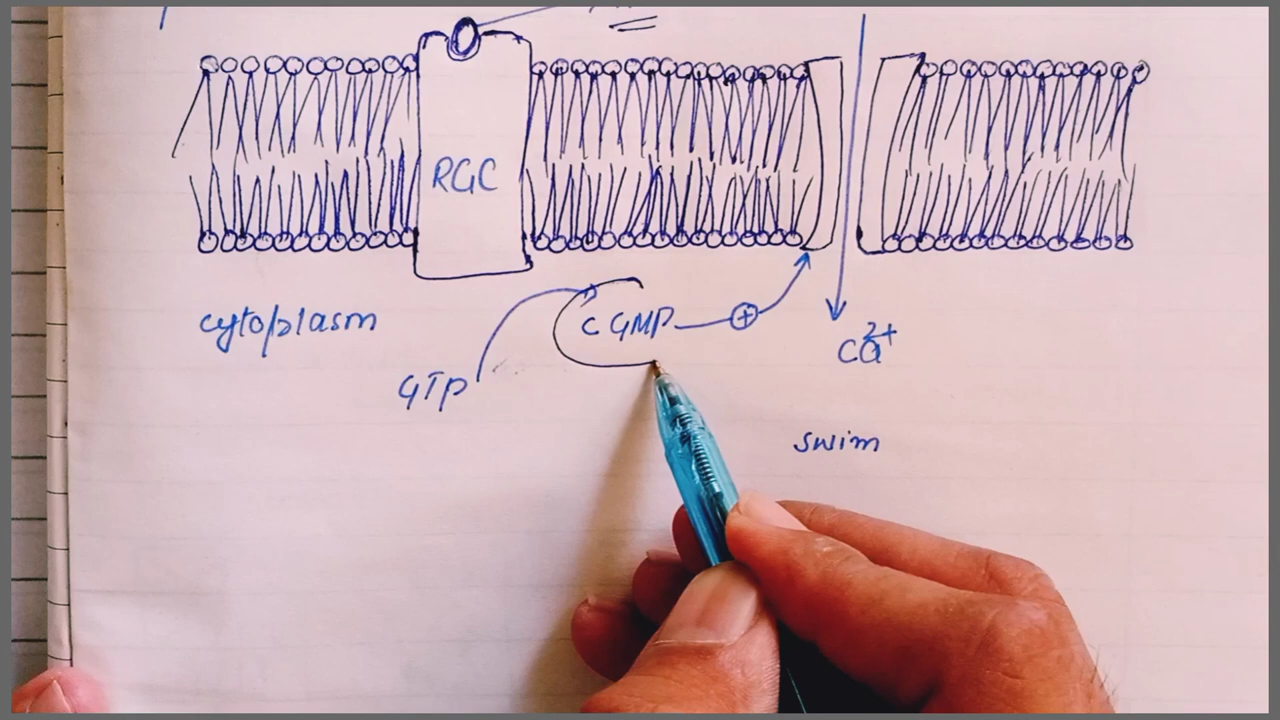 RGC
cytoplasm
cGMP
+
Ca2+
GTP
swim